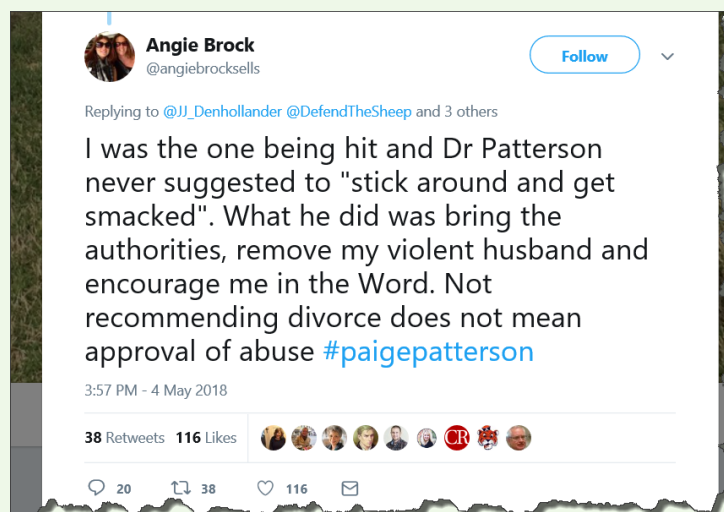 Angie Brock
@angiebrocksells
Follow
Replying to @JJ_Denhollander @DefendTheSheep and 3 others
I was the one being hit and Dr Patterson
never suggested to "stick around and get
smacked". What he did was bring the
authorities, remove my violent husband and
encourage me in the Word. Not
recommending divorce does not mean
approval of abuse #paigepatterson
3:57 PM - 4 May 2018
38 Retweets 116 Likes
CR
20 38 116